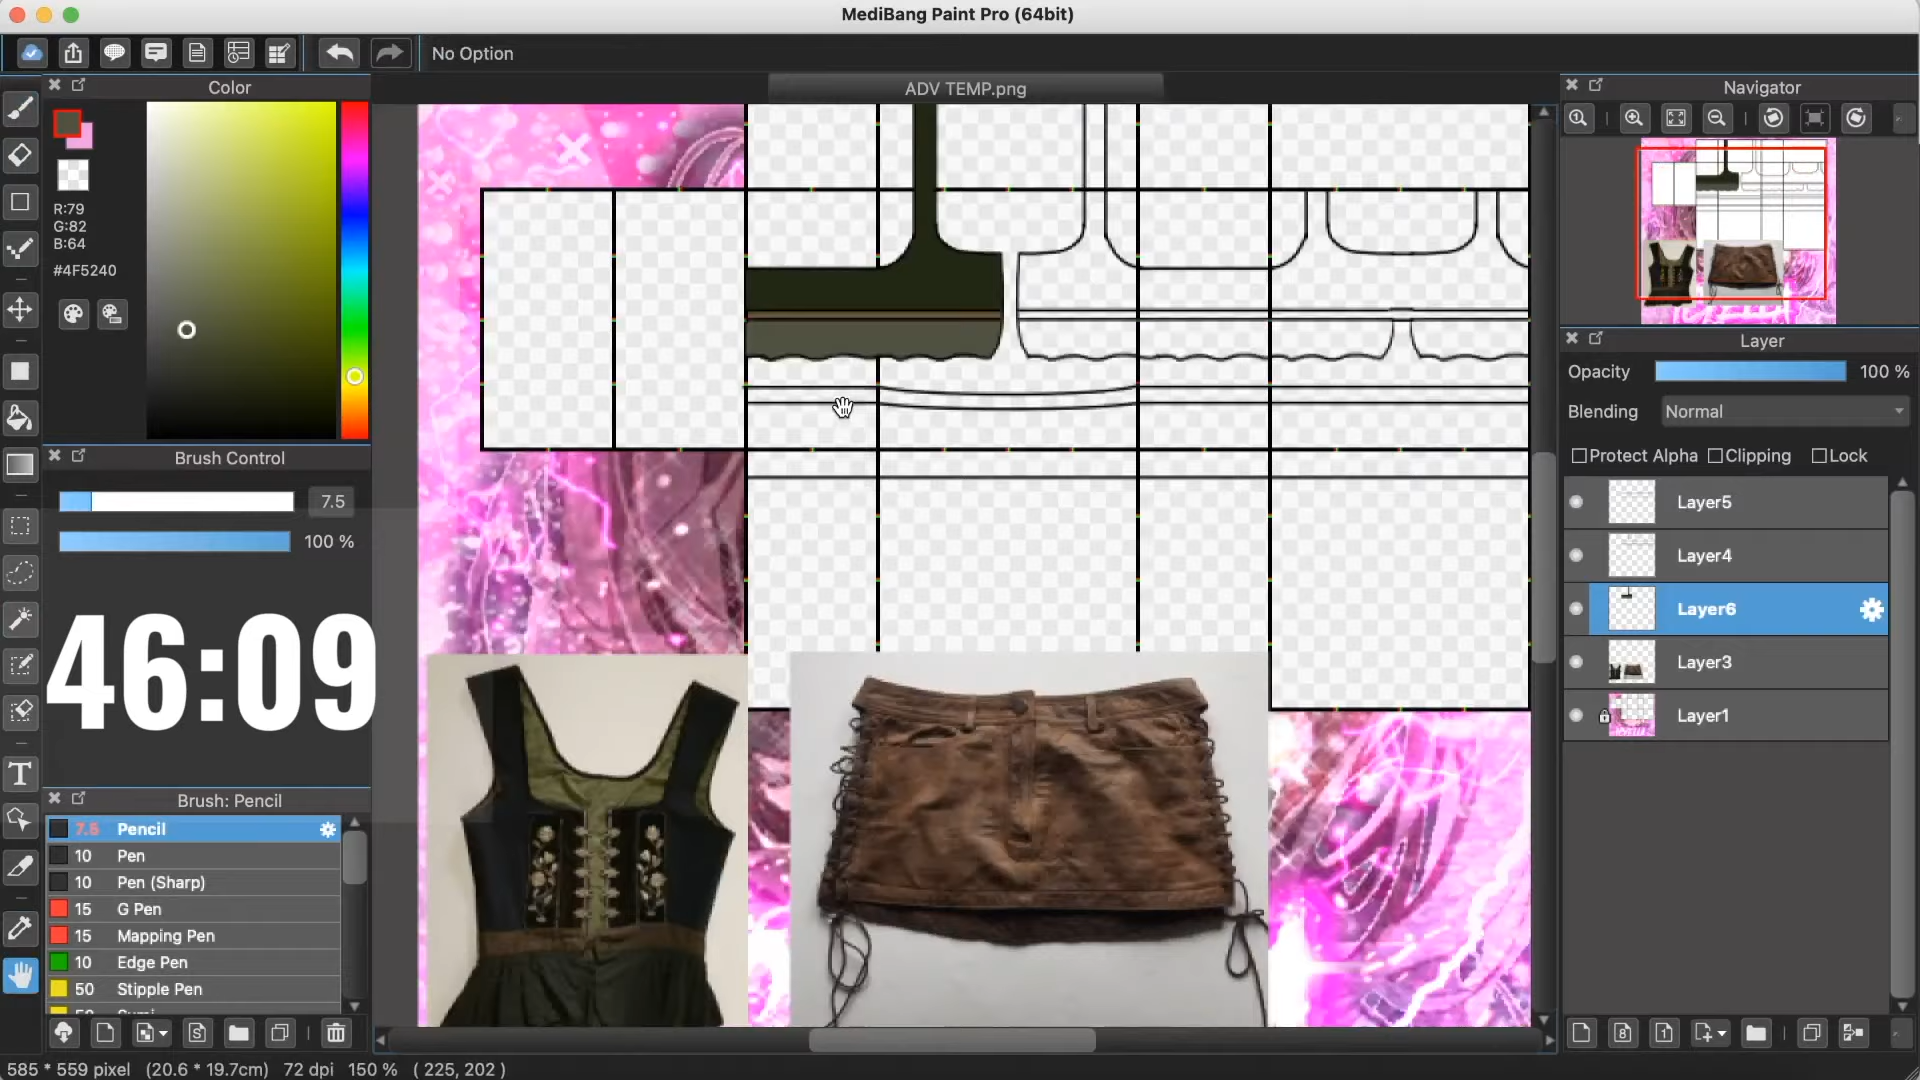 MediBang Paint Pro (64bit)
No Option
ADV TEMP.png
Color
R:79
G:82
B:64
#4F5240
Brush Control
7.5
100 %
46:09
Brush: Pencil
7.5 Pencil
10 Pen
10 Pen (Sharp)
15 G Pen
15 Mapping Pen
10 Edge Pen
50 Stipple Pen
Navigator
Layer
Opacity 100 %
Blending Normal
Protect Alpha Clipping Lock
Layer5
Layer4
Layer6
Layer3
Layer1
585 * 559 pixel (20.6 * 19.7cm) 72 dpi 150 % ( 225, 202 )